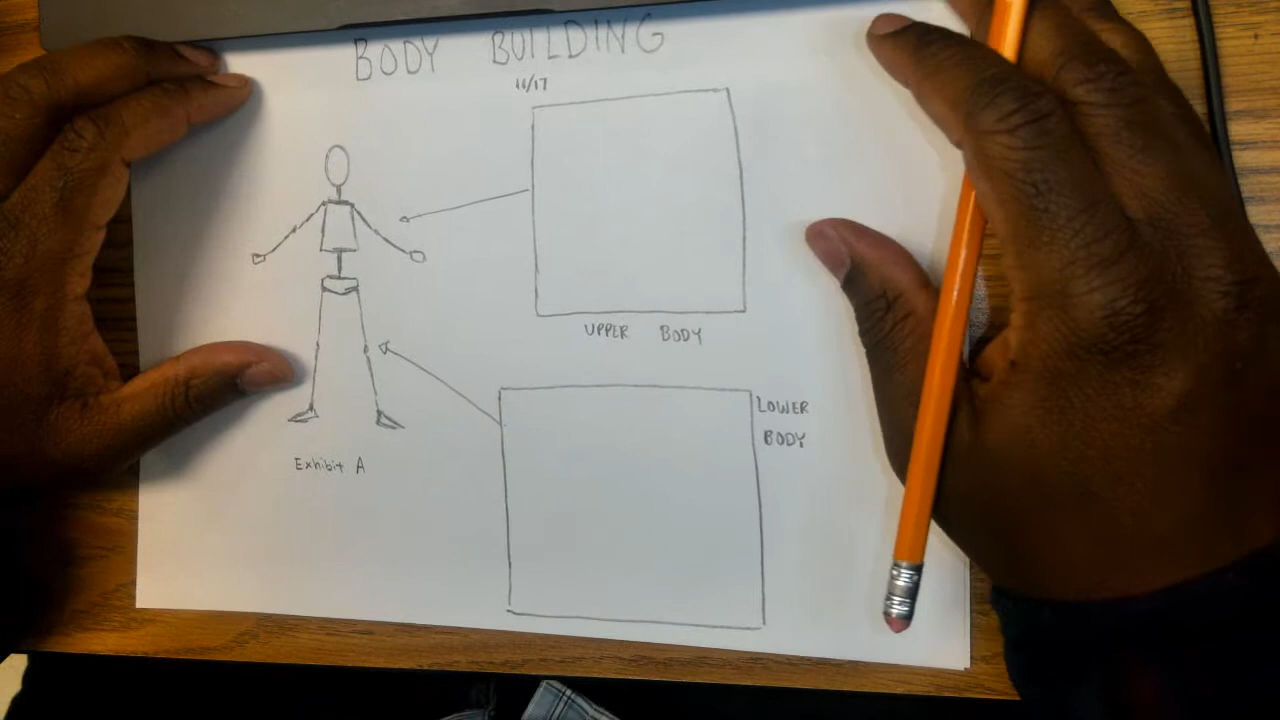 BODY BUILDING
11/17
UPPER BODY
LOWER
BODY
Exhibit A